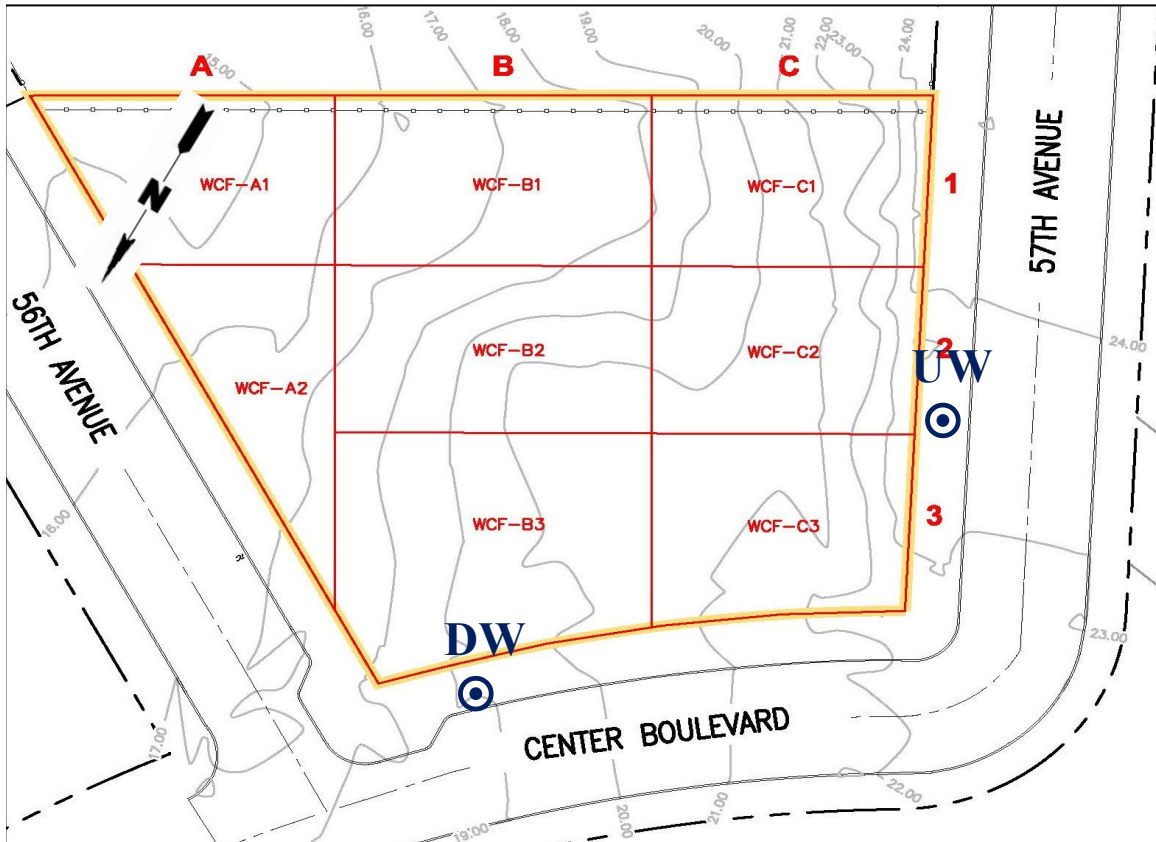 16.00
17.00
18.00
19.00
20.00
21.00
22.00
23.00
24.00
A
B
C
15.00
57TH AVENUE
N
WCF-A1
WCF-B1
WCF-C1
1
56TH AVENUE
WCF-A2
WCF-B2
WCF-C2
2
UW
24.00
16.00
WCF-B3
WCF-C3
3
DW
23.00
CENTER BOULEVARD
17.00
19.00
20.00
21.00
22.00